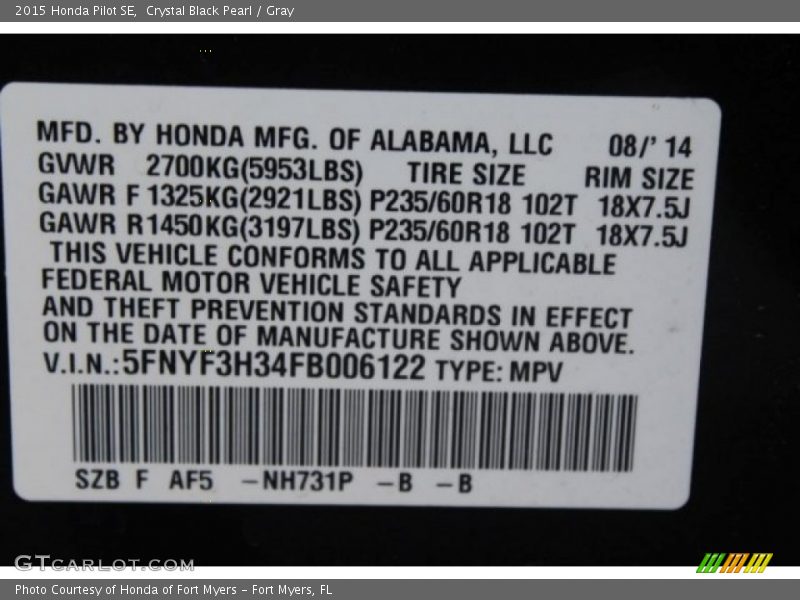 2015 Honda Pilot SE,  Crystal Black Pearl / Gray
MFD. BY HONDA MFG. OF ALABAMA, LLC 08/' 14
GVWR 2700KG(5953LBS) TIRE SIZE RIM SIZE
GAWR F 1325KG(2921LBS) P235/60R18 102T 18X7.5J
GAWR R1450KG(3197LBS) P235/60R18 102T 18X7.5J
THIS VEHICLE CONFORMS TO ALL APPLICABLE
FEDERAL MOTOR VEHICLE SAFETY
AND THEFT PREVENTION STANDARDS IN EFFECT
ON THE DATE OF MANUFACTURE SHOWN ABOVE.
V.I.N.:5FNYF3H34FB006122 TYPE: MPV
SZB F AF5 -NH731P -B -B
GTCARLOT.COM
Photo Courtesy of Honda of Fort Myers - Fort Myers, FL